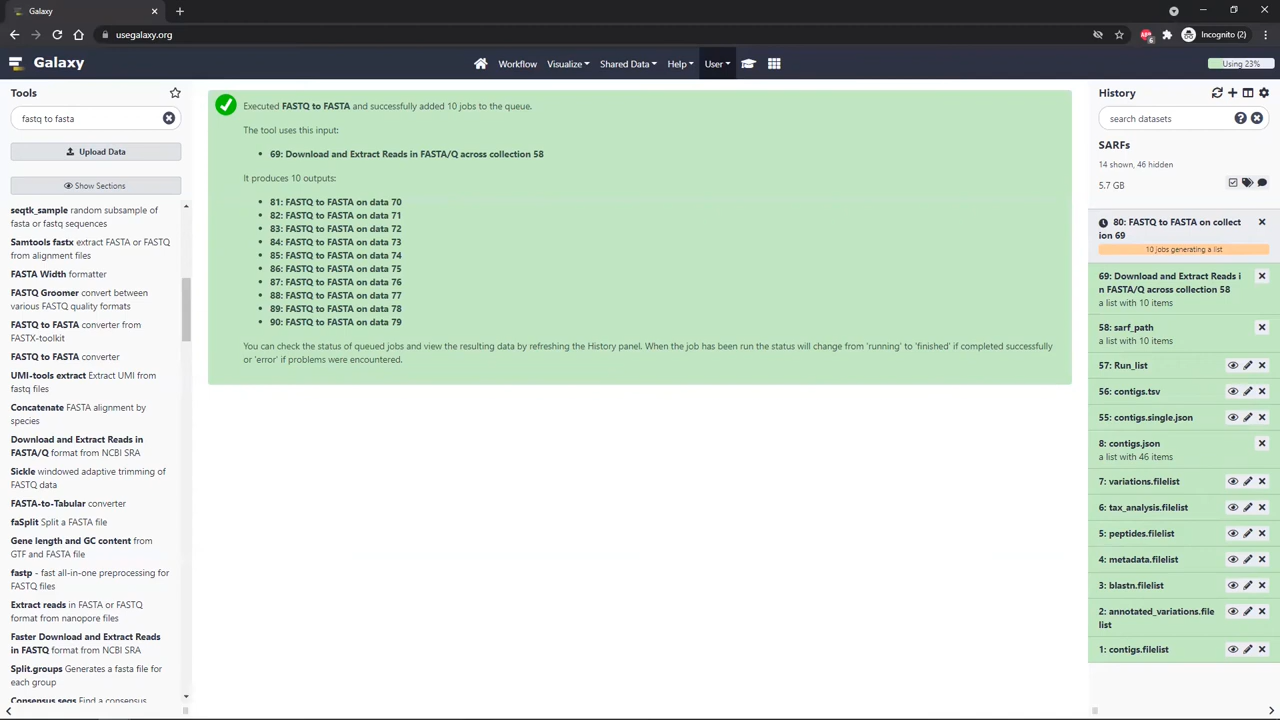 Galaxy
usegalaxy.org
Incognito (2)
6
Galaxy
Workflow
Visualize
Shared Data
Help
User
Using 23%
Tools
fastq to fasta
Upload Data
Show Sections
seqtk_sample random subsample of
fasta or fastq sequences
Samtools fastx extract FASTA or FASTQ
from alignment files
FASTA Width formatter
FASTQ Groomer convert between
various FASTQ quality formats
FASTQ to FASTA converter from
FASTX-toolkit
FASTQ to FASTA converter
UMI-tools extract Extract UMI from
fastq files
Concatenate FASTA alignment by
species
Download and Extract Reads in
FASTA/Q format from NCBI SRA
Sickle windowed adaptive trimming of
FASTQ data
FASTA-to-Tabular converter
faSplit Split a FASTA file
Gene length and GC content from
GTF and FASTA file
fastp - fast all-in-one preprocessing for
FASTQ files
Extract reads in FASTA or FASTQ
format from nanopore files
Faster Download and Extract Reads
in FASTQ format from NCBI SRA
Split.groups Generates a fasta file for
each group
Consensus.seqs Find a consensus
Executed FASTQ to FASTA and successfully added 10 jobs to the queue.
The tool uses this input:
• 69: Download and Extract Reads in FASTA/Q across collection 58
It produces 10 outputs:
• 81: FASTQ to FASTA on data 70
• 82: FASTQ to FASTA on data 71
• 83: FASTQ to FASTA on data 72
• 84: FASTQ to FASTA on data 73
• 85: FASTQ to FASTA on data 74
• 86: FASTQ to FASTA on data 75
• 87: FASTQ to FASTA on data 76
• 88: FASTQ to FASTA on data 77
• 89: FASTQ to FASTA on data 78
• 90: FASTQ to FASTA on data 79
You can check the status of queued jobs and view the resulting data by refreshing the History panel. When the job has been run the status will change from 'running' to 'finished' if completed successfully
or 'error' if problems were encountered.
History
search datasets
SARFs
14 shown, 46 hidden
5.7 GB
80: FASTQ to FASTA on collect
ion 69
10 jobs generating a list
69: Download and Extract Reads i
n FASTA/Q across collection 58
a list with 10 items
58: sarf_path
a list with 10 items
57: Run_list
56: contigs.tsv
55: contigs.single.json
8: contigs.json
a list with 46 items
7: variations.filelist
6: tax_analysis.filelist
5: peptides.filelist
4: metadata.filelist
3: blastn.filelist
2: annotated_variations.file
list
1: contigs.filelist